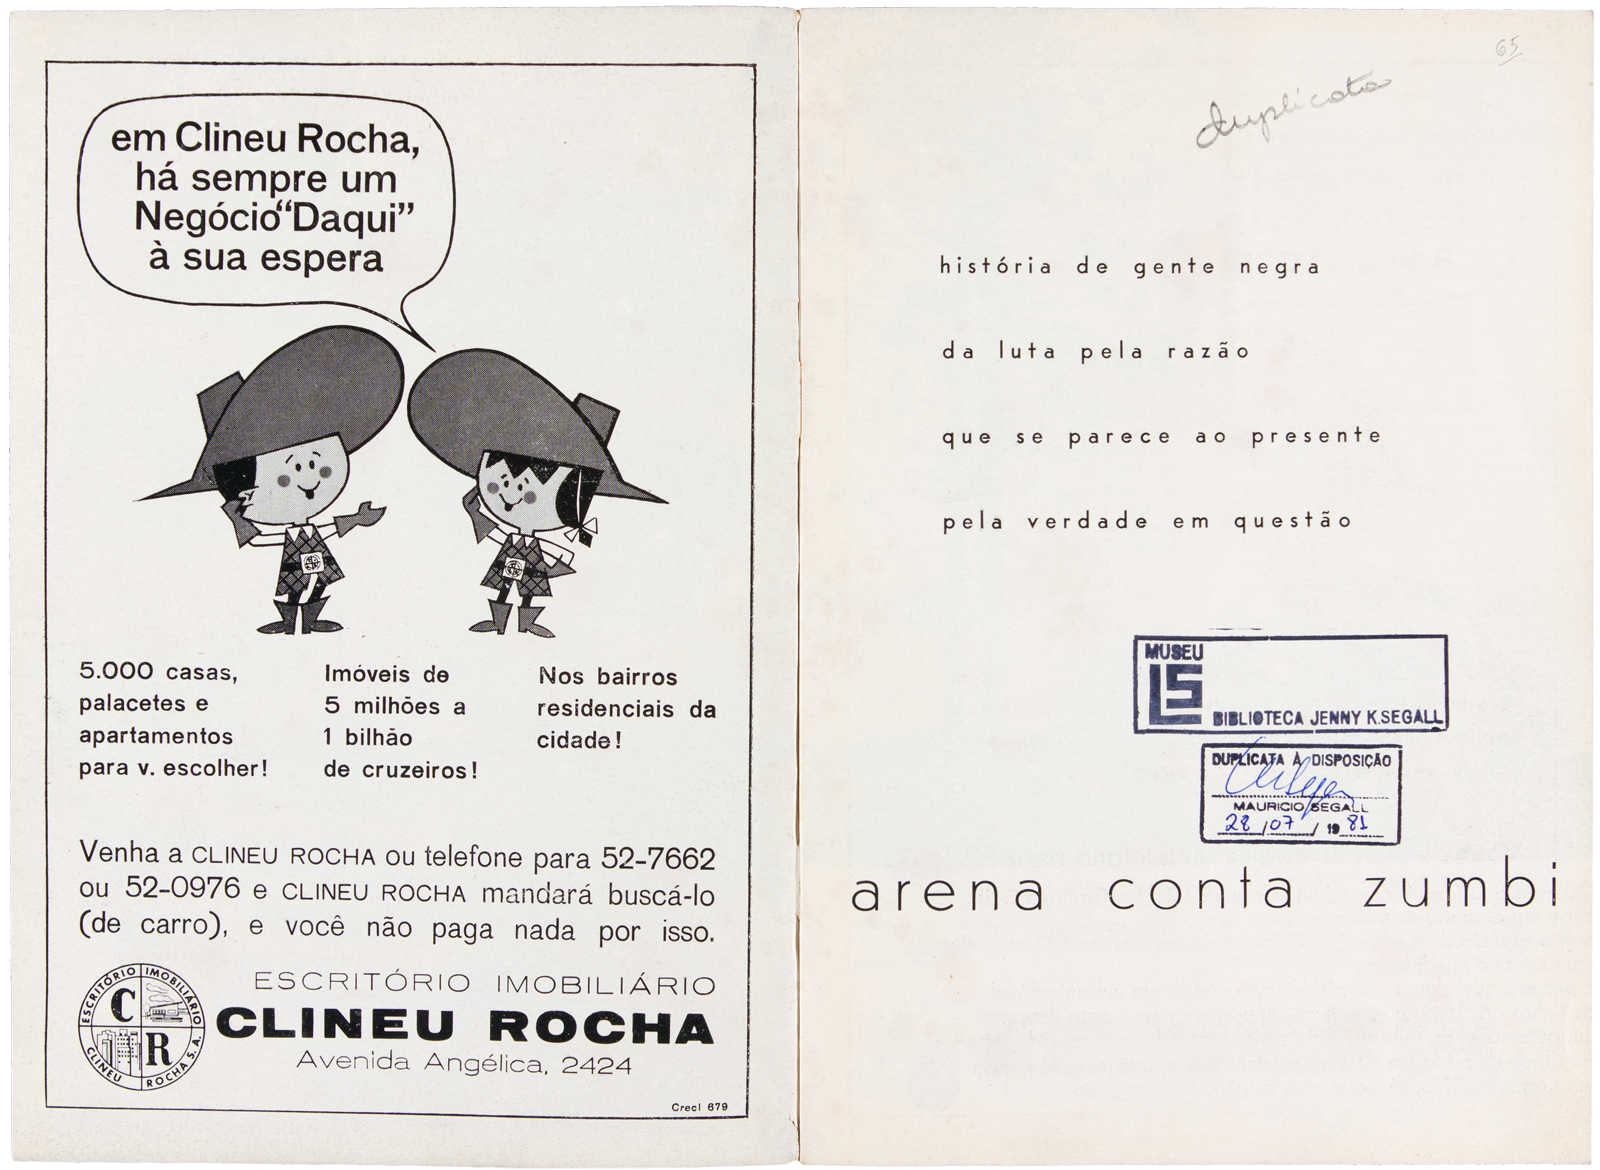 em Clineu Rocha,
há sempre um
Negócio “Daqui”
à sua espera
5.000 casas,
palacetes e
apartamentos
para v. escolher!
Imóveis de
5 milhões a
1 bilhão
de cruzeiros!
Nos bairros
residenciais da
cidade!
Venha a CLINEU ROCHA ou telefone para 52-7662
ou 52-0976 e CLINEU ROCHA mandará buscá-lo
(de carro), e você não paga nada por isso.
ESCRITÓRIO IMOBILIÁRIO
CLINEU ROCHA S.A.
C
R
ESCRITÓRIO IMOBILIÁRIO
CLINEU ROCHA
Avenida Angélica, 2424
Creci 679
65
duplicata
história de gente negra
da luta pela razão
que se parece ao presente
pela verdade em questão
MUSEU
LS
BIBLIOTECA JENNY K.SEGALL
DUPLICATA À DISPOSIÇÃO
MAURICIO SEGALL
28/07/1981
arena conta zumbi